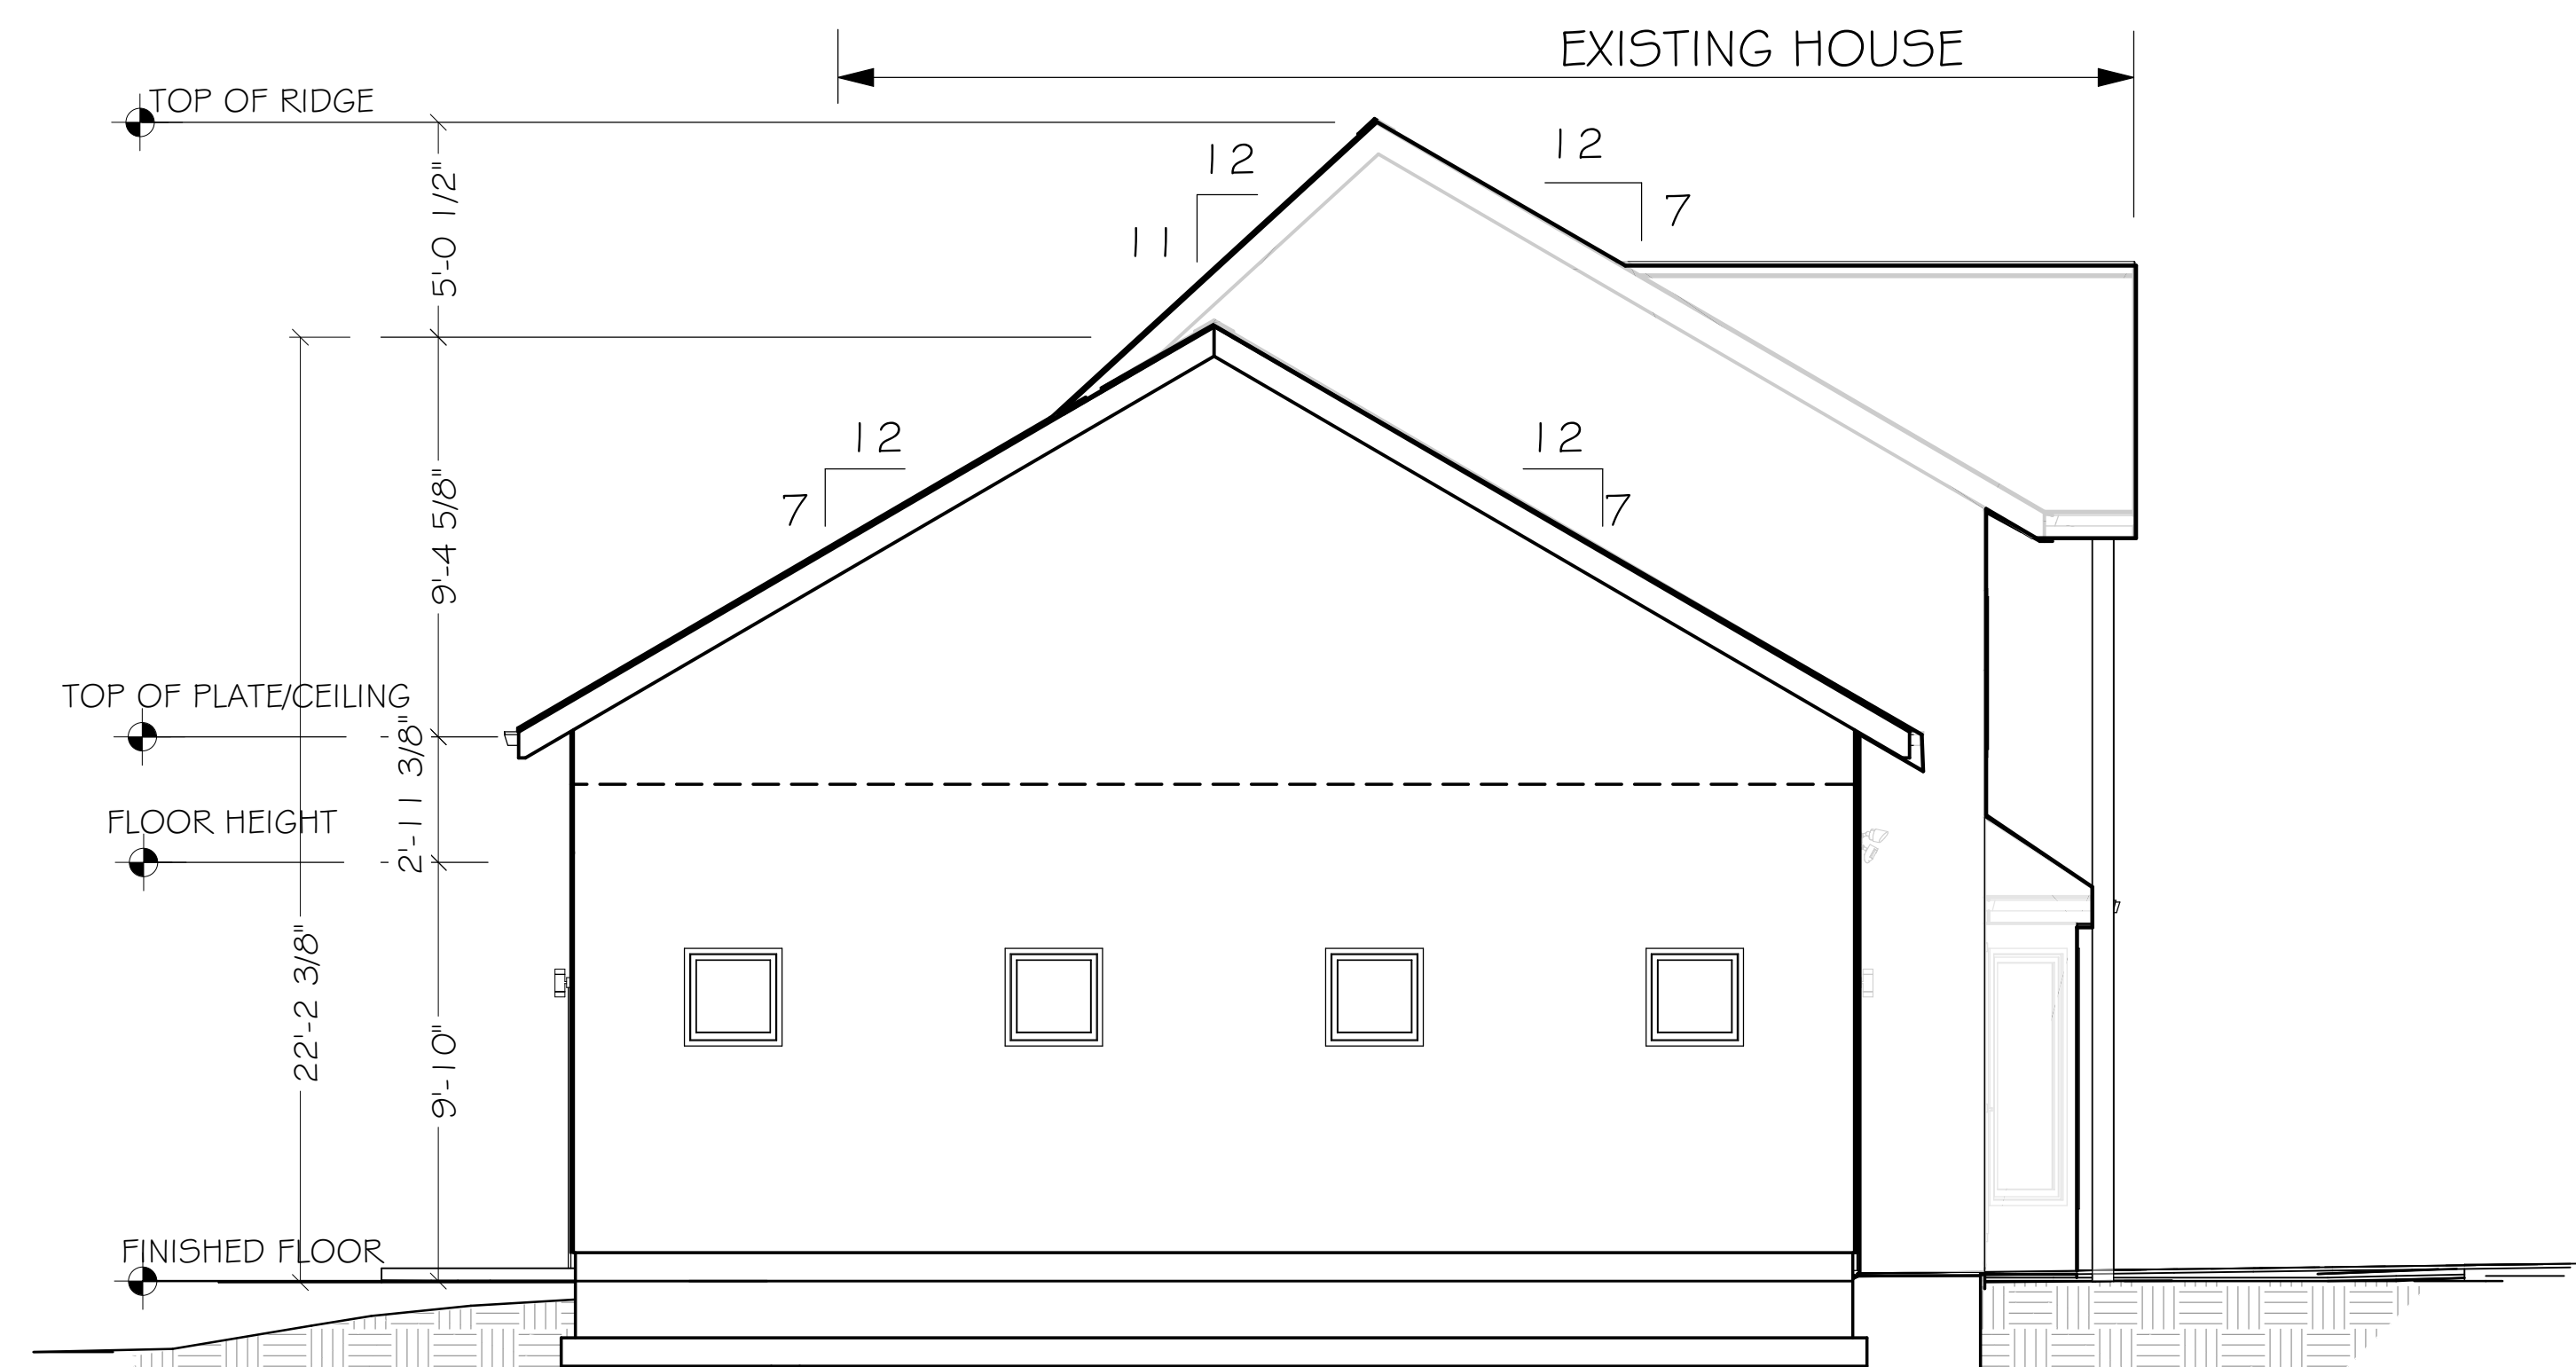 EXISTING HOUSE
TOP OF RIDGE
5'-0 1/2"
12
11
12
7
9'-4 5/8"
12
7
12
7
TOP OF PLATE/CEILING
2'-11 3/8"
FLOOR HEIGHT
22'-2 3/8"
9'-10"
FINISHED FLOOR